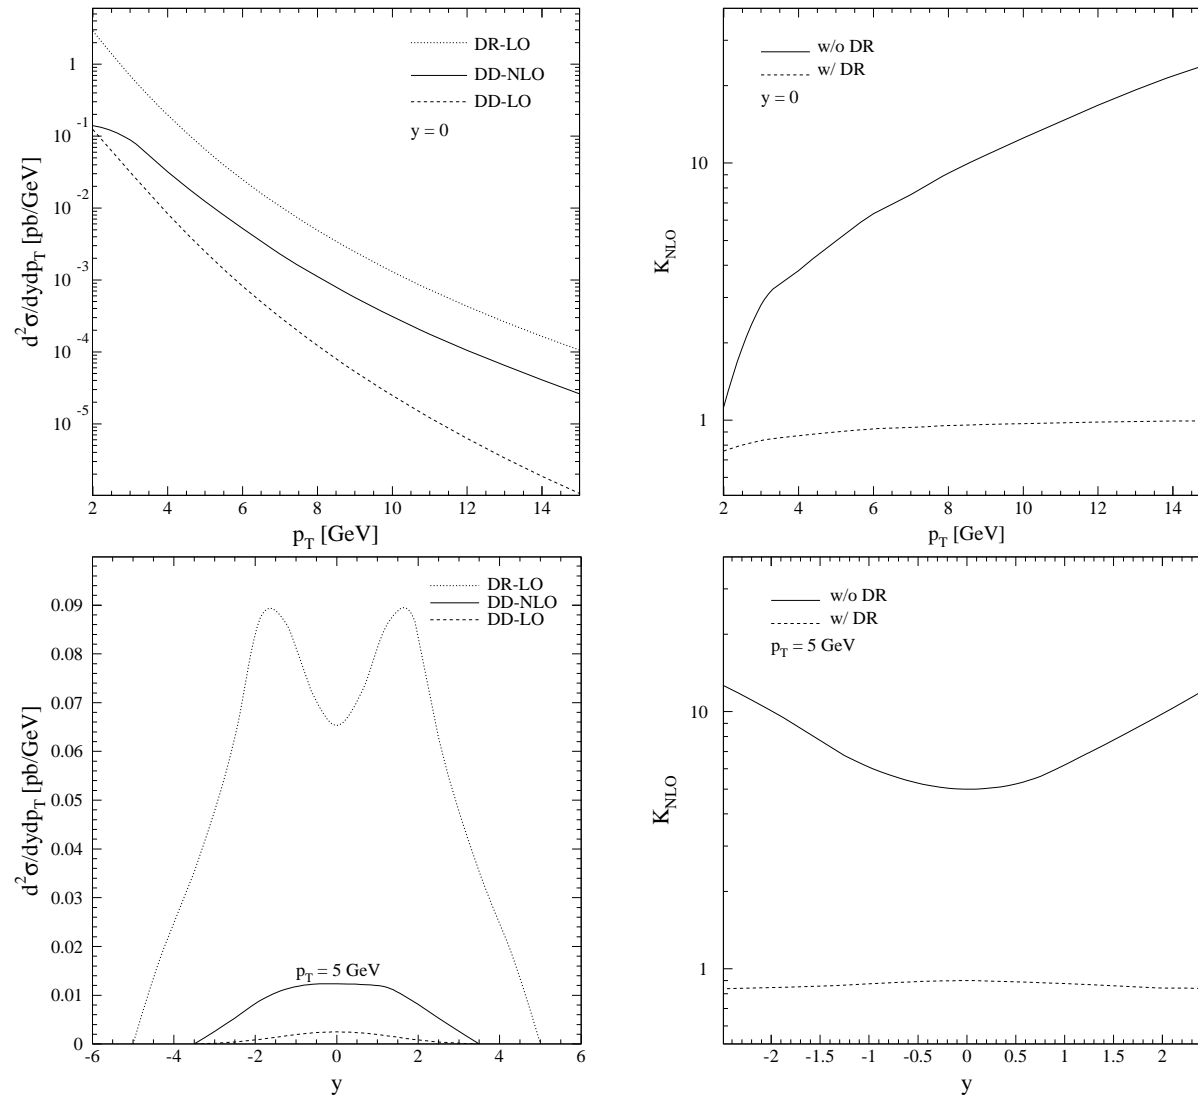 DR-LO
DD-NLO
DD-LO
y = 0
1
10 -1
10 -2
10 -3
10 -4
10 -5
d²σ/dydp_T [pb/GeV]
2 4 6 8 10 12 14
p_T [GeV]
w/o DR
w/ DR
y = 0
10
1
K_NLO
2 4 6 8 10 12 14
p_T [GeV]
DR-LO
DD-NLO
DD-LO
0.09
0.08
0.07
0.06
0.05
0.04
0.03
0.02
0.01
0
d²σ/dydp_T [pb/GeV]
p_T = 5 GeV
-6 -4 -2 0 2 4 6
y
w/o DR
w/ DR
p_T = 5 GeV
10
1
K_NLO
-2 -1.5 -1 -0.5 0 0.5 1 1.5 2
y